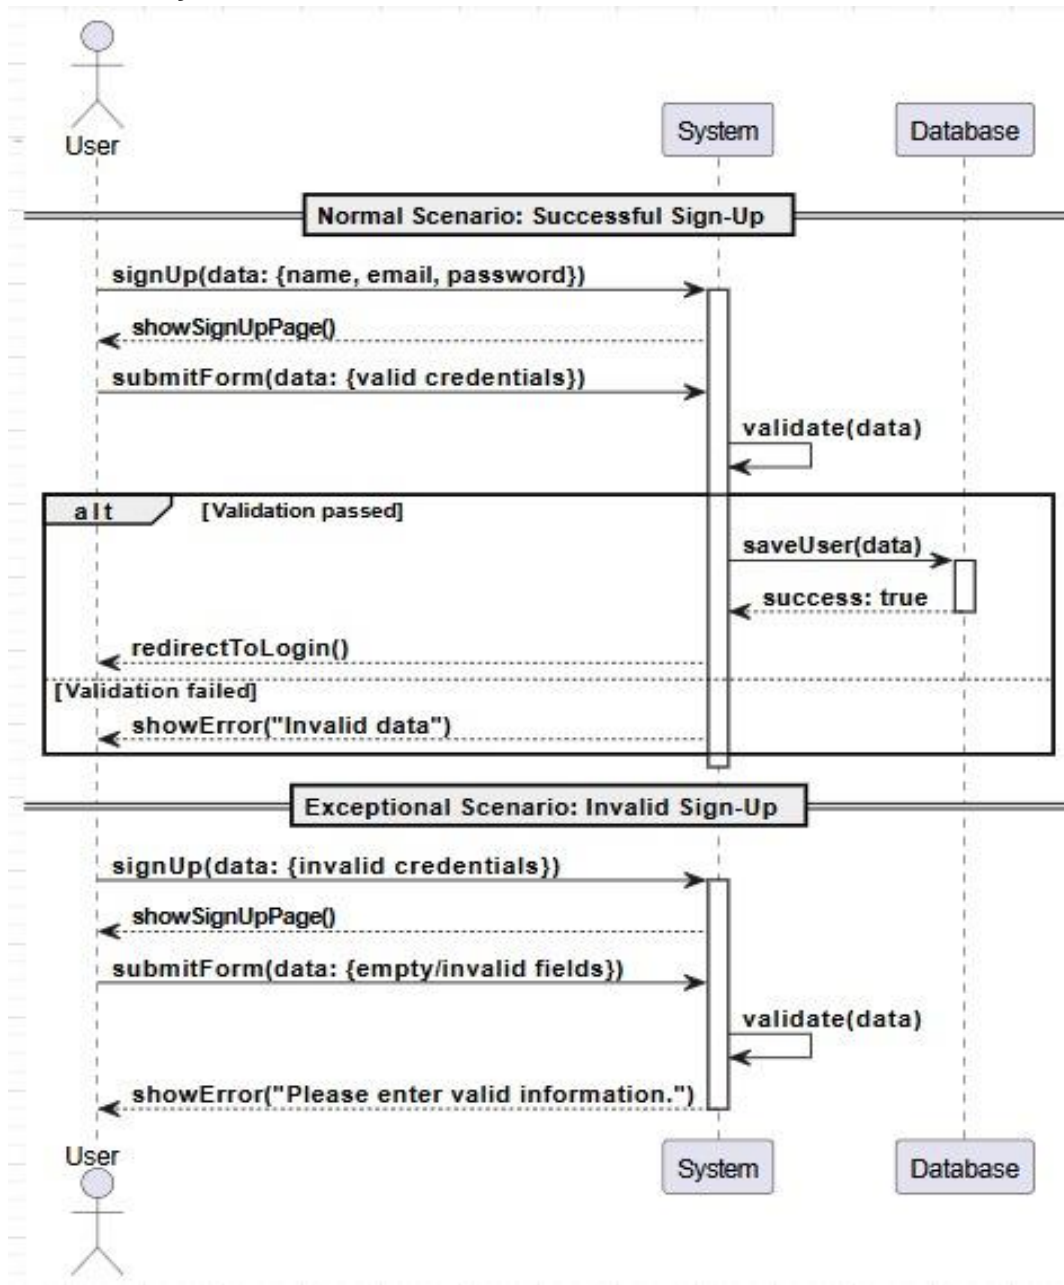 User
System
Database
Normal Scenario: Successful Sign-Up
signUp(data: {name, email, password})
showSignUpPage()
submitForm(data: {valid credentials})
validate(data)
alt [Validation passed]
saveUser(data)
success: true
redirectToLogin()
[Validation failed]
showError("Invalid data")
Exceptional Scenario: Invalid Sign-Up
signUp(data: {invalid credentials})
showSignUpPage()
submitForm(data: {empty/invalid fields})
validate(data)
showError("Please enter valid information.")
User
System
Database